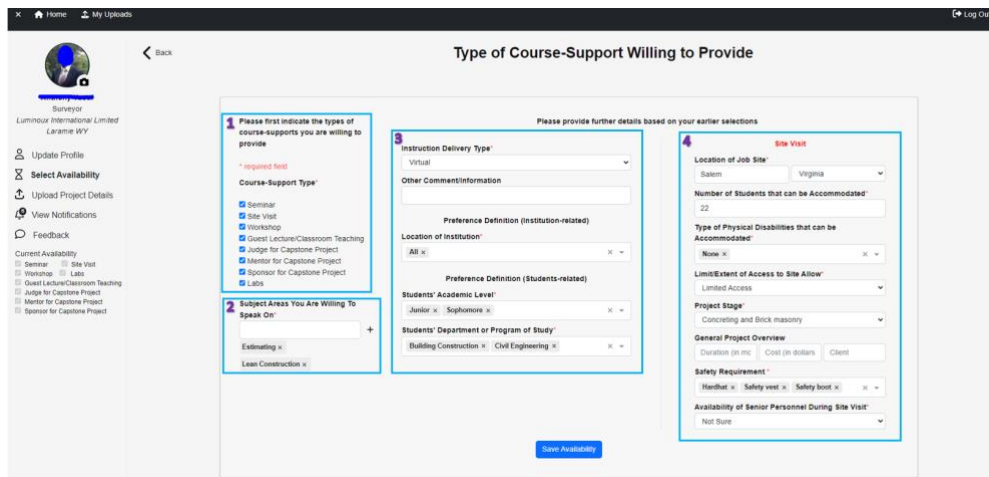 × Home My Uploads Log Out
Back
Type of Course-Support Willing to Provide
Surveyor
Luminoux International Limited
Laramie WY
Update Profile
Select Availability
Upload Project Details
View Notifications
Feedback
Current Availability
Seminar Site Visit
Workshop Labs
Guest Lecture/Classroom Teaching
Judge for Capstone Project
Mentor for Capstone Project
Sponsor for Capstone Project
1
Please first indicate the types of
course-supports you are willing to
provide
* required field
Course-Support Type*
Seminar
Site Visit
Workshop
Guest Lecture/Classroom Teaching
Judge for Capstone Project
Mentor for Capstone Project
Sponsor for Capstone Project
Labs
2
Subject Areas You Are Willing To
Speak On*
+
Estimating ×
Lean Construction ×
Please provide further details based on your earlier selections
3
Instruction Delivery Type*
Virtual
Other Comment/Information
Preference Definition (Institution-related)
Location of Institution*
All ×
Preference Definition (Students-related)
Students' Academic Level*
Junior × Sophomore ×
Students' Department or Program of Study*
Building Construction × Civil Engineering ×
4
Site Visit
Location of Job Site*
Salem Virginia
Number of Students that can be Accommodated*
22
Type of Physical Disabilities that can be
Accommodated*
None ×
Limit/Extent of Access to Site Allow*
Limited Access
Project Stage*
Concreting and Brick masonry
General Project Overview
Duration (in mc Cost (in dollars Client
Safety Requirement *
Hardhat × Safety vest × Safety boot ×
Availability of Senior Personnel During Site Visit*
Not Sure
Save Availability